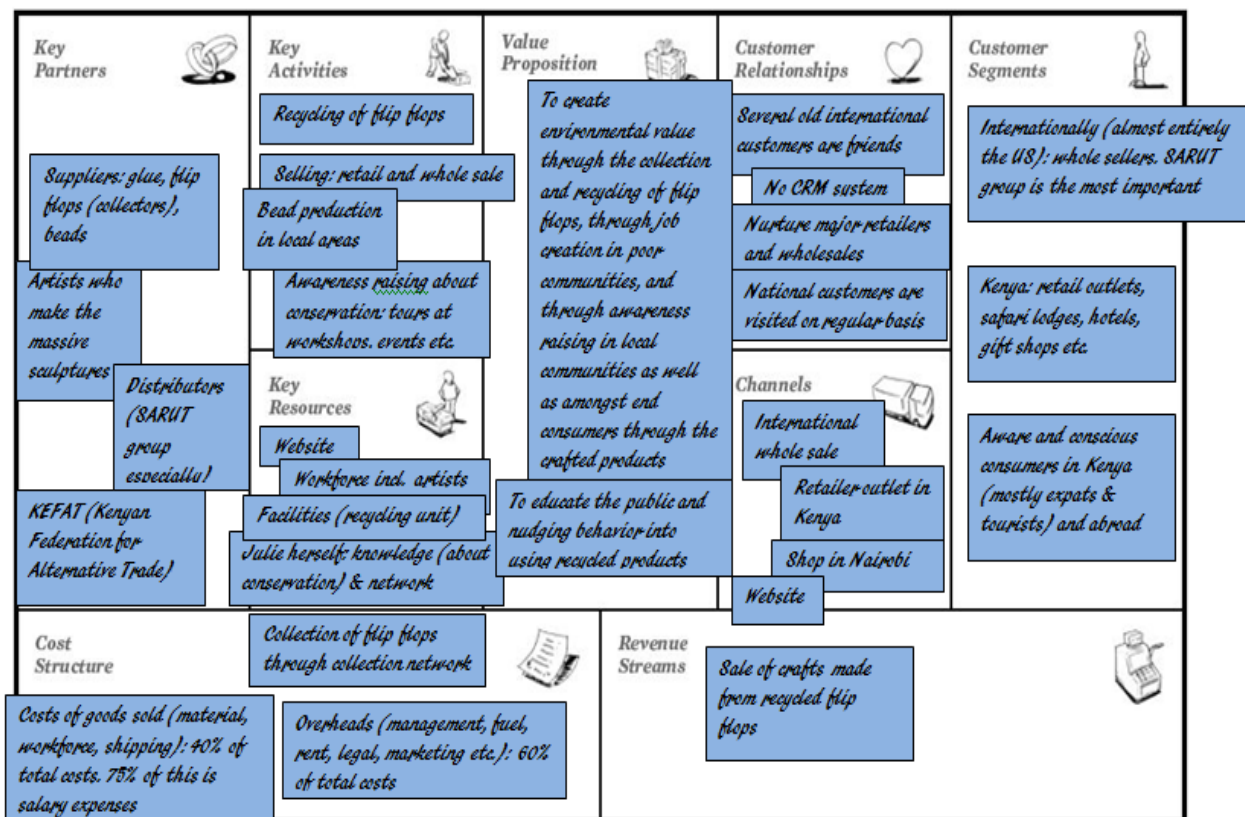 Key
Partners
Suppliers: glue, flip
flops (collectors),
beads
Artists who
make the
massive
sculptures
Distributors
(SARUT
group
especially)
KEFAT (Kenyan
Federation for
Alternative Trade)
Key
Activities
Recycling of flip flops
Selling: retail and whole sale
Bead production
in local areas
Awareness raising about
conservation: tours at
workshops, events etc.
Key
Resources
Website
Workforce incl. artists
Facilities (recycling unit)
Julie herself: knowledge (about
conservation) & network
Collection of flip flops
through collection network
Value
Proposition
To create
environmental value
through the collection
and recycling of flip
flops, through job
creation in poor
communities, and
through awareness
raising in local
communities as well
as amongst end
consumers through the
crafted products
To educate the public and
nudging behavior into
using recycled products
Customer
Relationships
Several old international
customers are friends
No CRM system
Nurture major retailers
and wholesales
National customers are
visited on regular basis
Channels
International
whole sale
Retailer outlet in
Kenya
Shop in Nairobi
Website
Customer
Segments
Internationally (almost entirely
the US): whole sellers. SARUT
group is the most important
Kenya: retail outlets,
safari lodges, hotels,
gift shops etc.
Aware and conscious
consumers in Kenya
(mostly expats &
tourists) and abroad
Cost
Structure
Costs of goods sold (material,
workforce, shipping): 40% of
total costs. 75% of this is
salary expenses
Overheads (management, fuel,
rent, legal, marketing etc.): 60%
of total costs
Revenue
Streams
Sale of crafts made
from recycled flip
flops